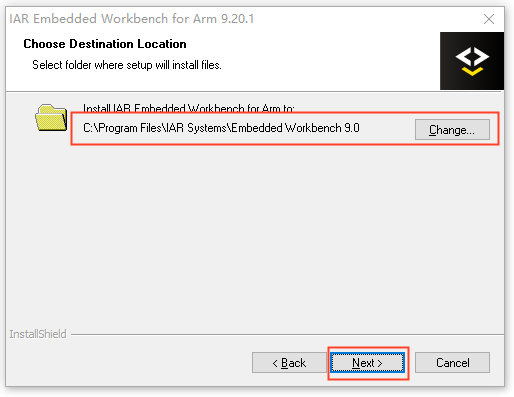 IAR Embedded Workbench for Arm 9.20.1
Choose Destination Location
Select folder where setup will install files.
Install IAR Embedded Workbench for Arm to:
C:\Program Files\IAR Systems\Embedded Workbench 9.0
Change...
InstallShield
< Back
Next >
Cancel